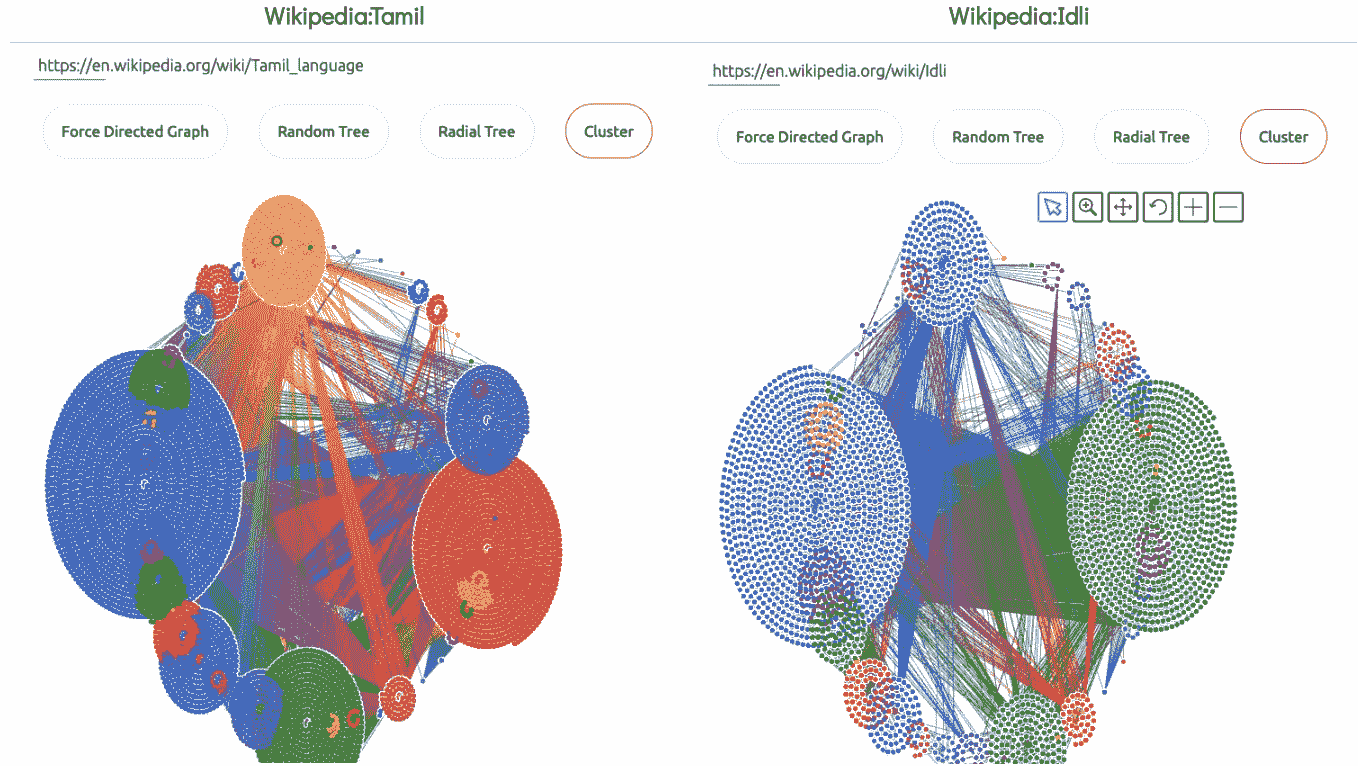 Wikipedia:Tamil
https://en.wikipedia.org/wiki/Tamil_language
Force Directed Graph Random Tree Radial Tree Cluster
Wikipedia:Idli
https://en.wikipedia.org/wiki/Idli
Force Directed Graph Random Tree Radial Tree Cluster